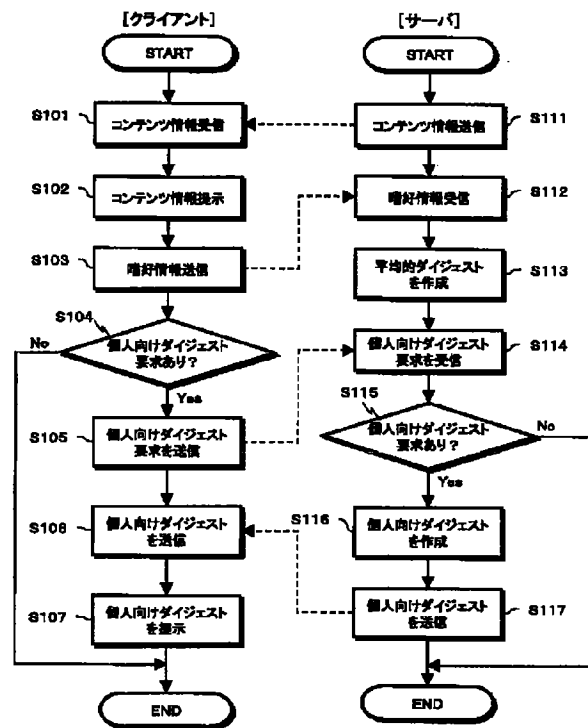 [クライアント]
START
S101
コンテンツ情報受信
S102
コンテンツ情報提示
S103
嗜好情報送信
S104
個人向けダイジェスト
要求あり?
No
Yes
S105
個人向けダイジェスト
要求を送信
S106
個人向けダイジェスト
を送信
S107
個人向けダイジェスト
を提示
END
[サーバ]
START
コンテンツ情報送信
S111
嗜好情報受信
S112
平均的ダイジェスト
を作成
S113
個人向けダイジェスト
要求を受信
S114
S115
個人向けダイジェスト
要求あり?
No
Yes
S116
個人向けダイジェスト
を作成
個人向けダイジェスト
を送信
S117
END